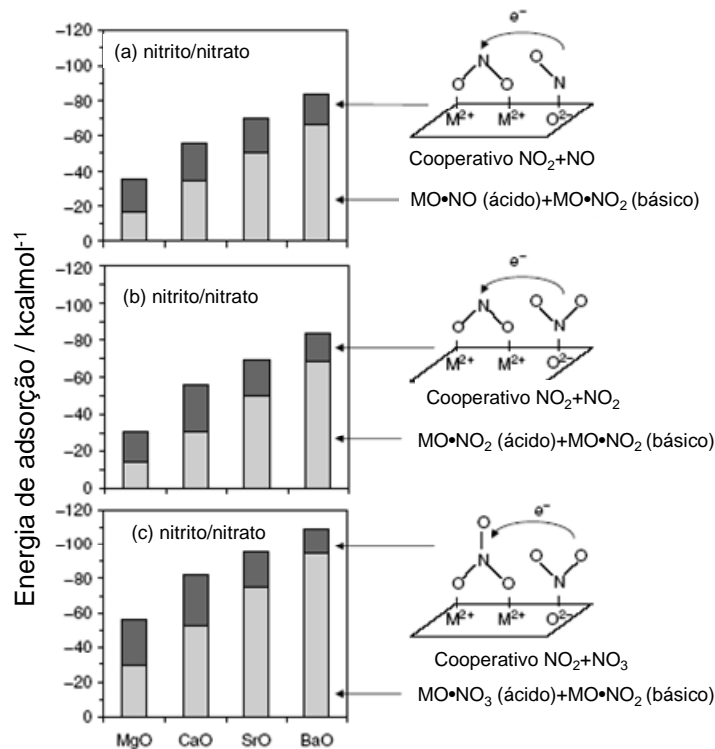 Energia de adsorção / kcalmol⁻¹
−120
−100
−80
−60
−40
−20
0
(a) nitrito/nitrato
e⁻
N
O O
O
N
M²⁺ M²⁺ O²⁻
Cooperativo NO₂+NO
MO•NO (ácido)+MO•NO₂ (básico)
−120
−100
−80
−60
−40
−20
0
(b) nitrito/nitrato
e⁻
N
O O
O O
N
M²⁺ M²⁺ O²⁻
Cooperativo NO₂+NO₂
MO•NO₂ (ácido)+MO•NO₂ (básico)
−120
−100
−80
−60
−40
−20
0
(c) nitrito/nitrato
e⁻
O
N
O O
O O
N
M²⁺ M²⁺ O²⁻
Cooperativo NO₂+NO₃
MO•NO₃ (ácido)+MO•NO₂ (básico)
MgO CaO SrO BaO